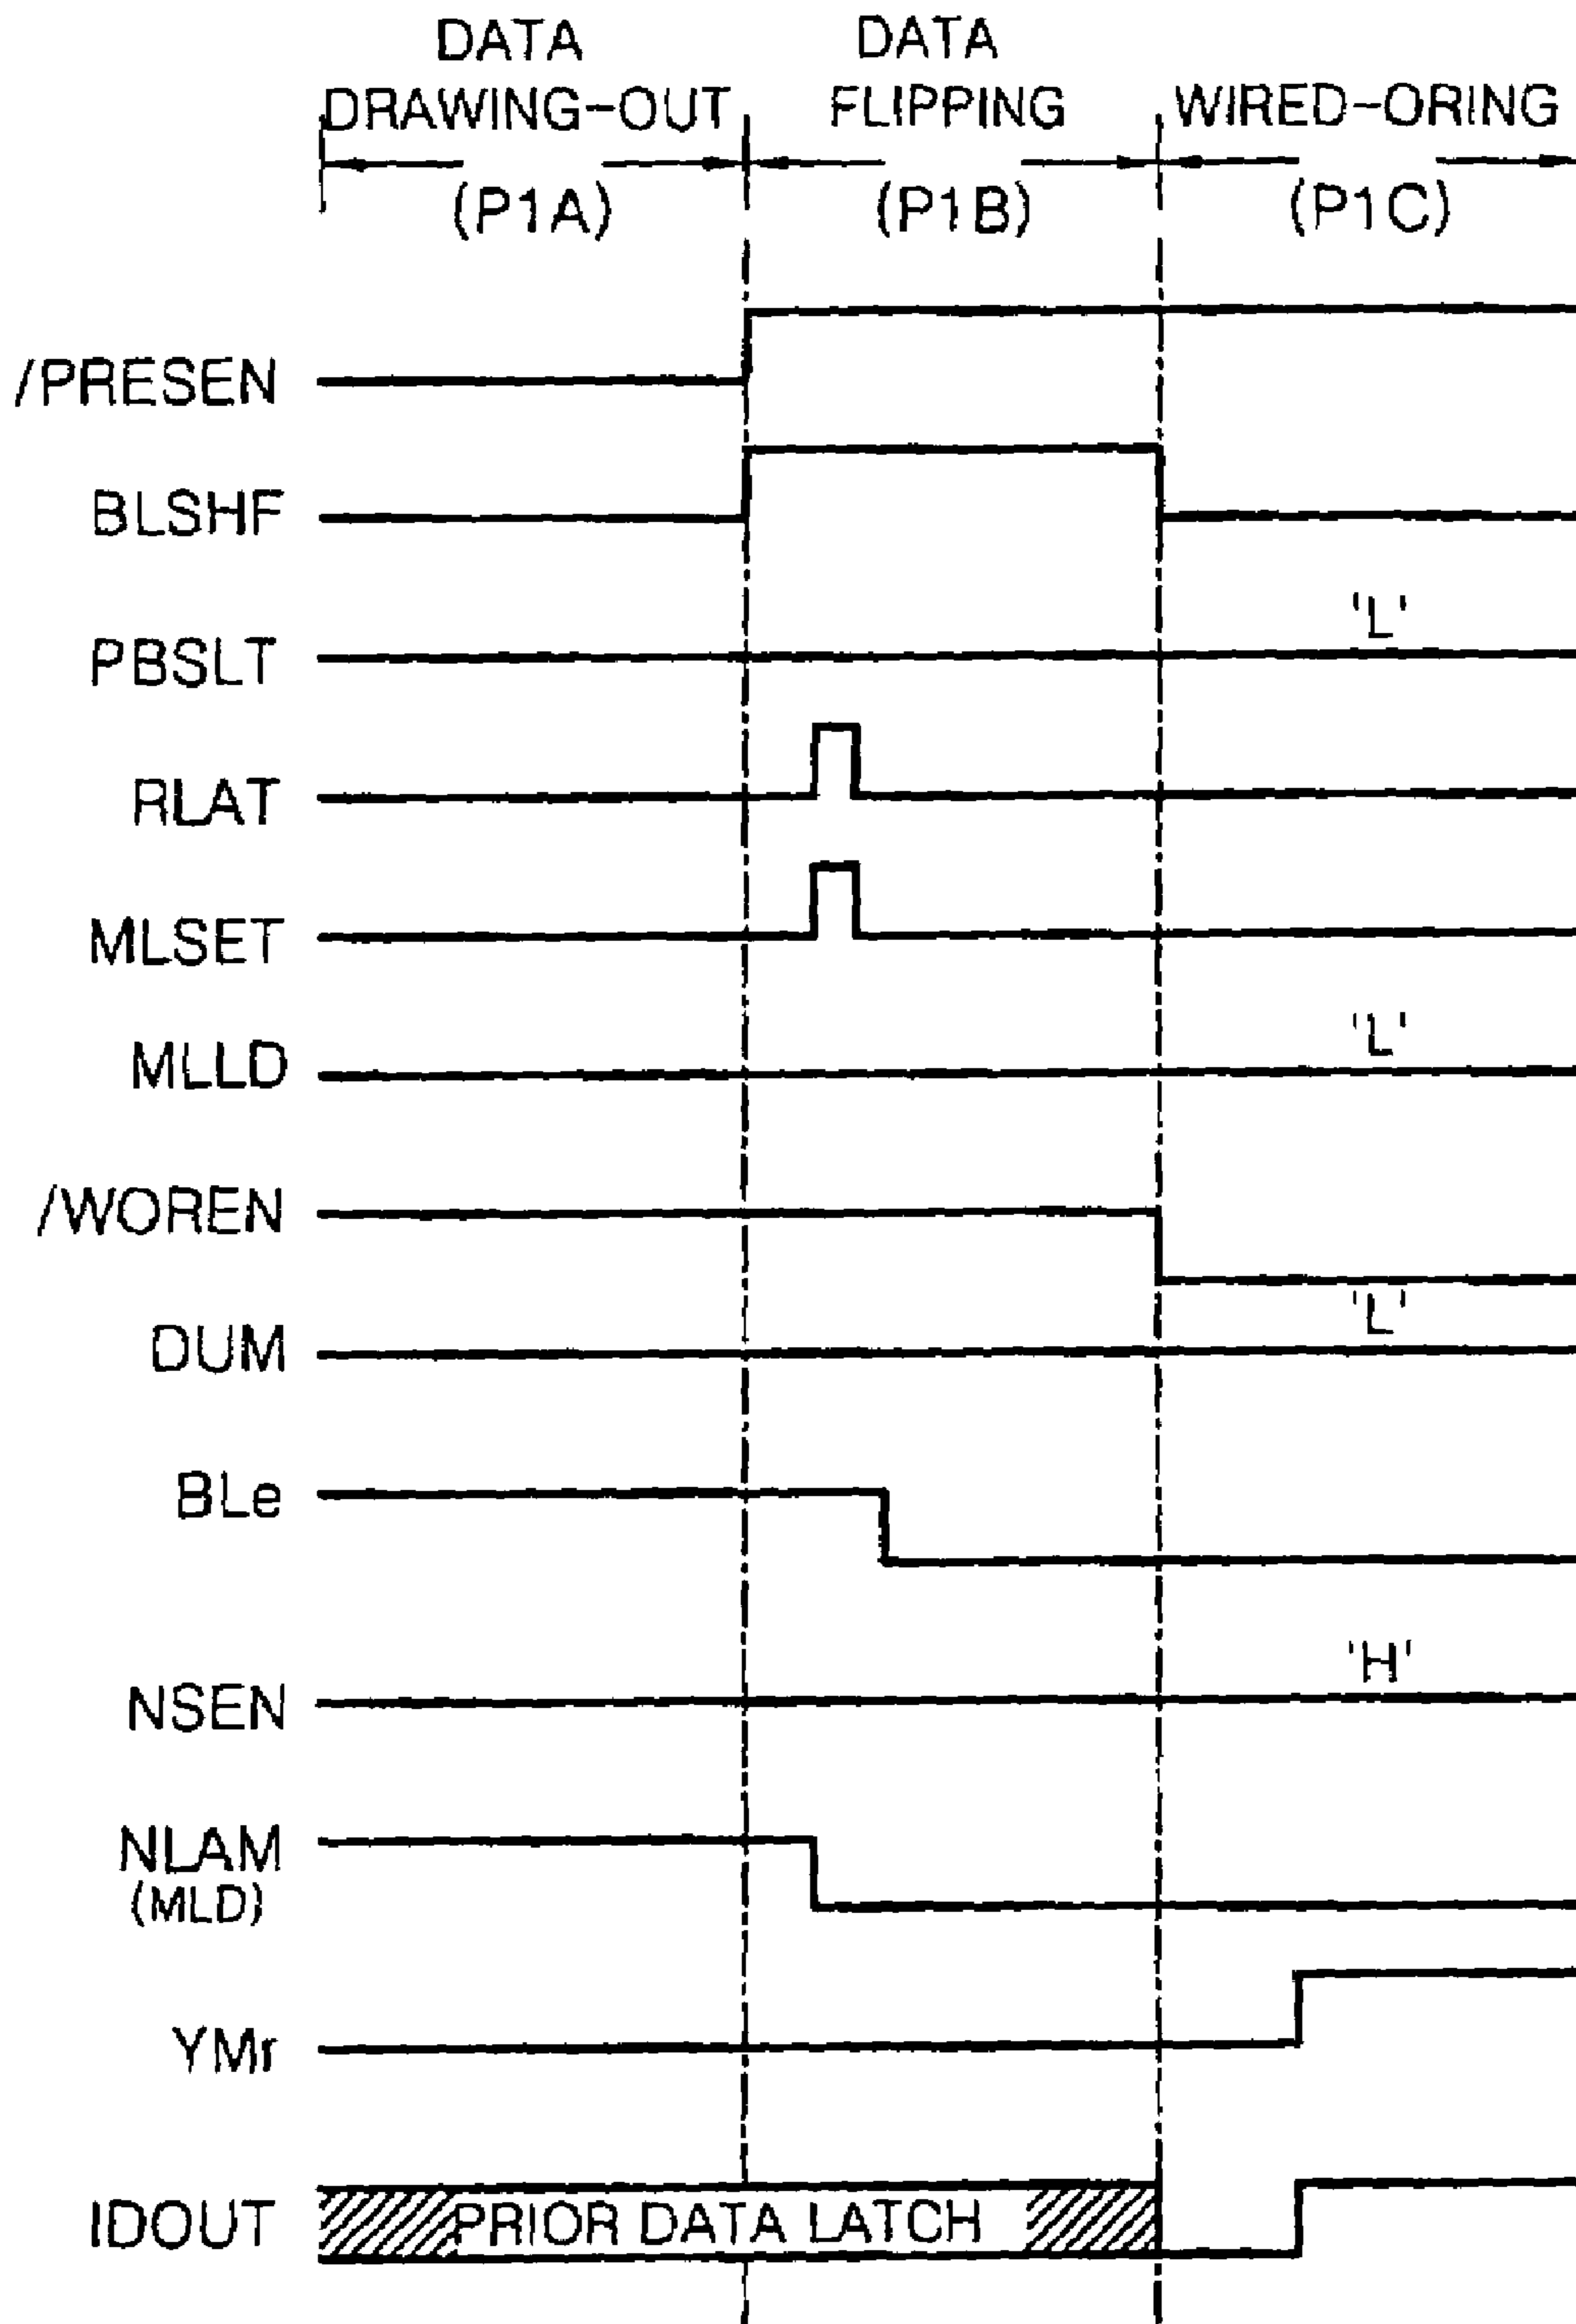 DATA
DRAWING-OUT
(P1A)
DATA
FLIPPING
(P1B)
WIRED-ORING
(P1C)
/PRESEN
BLSHF
PBSLT
'L'
RLAT
MLSET
MLLD
'L'
/WOREN
DUM
'L'
BLe
NSEN
'H'
NLAM
(MLD)
YMr
IDOUT
PRIOR DATA LATCH